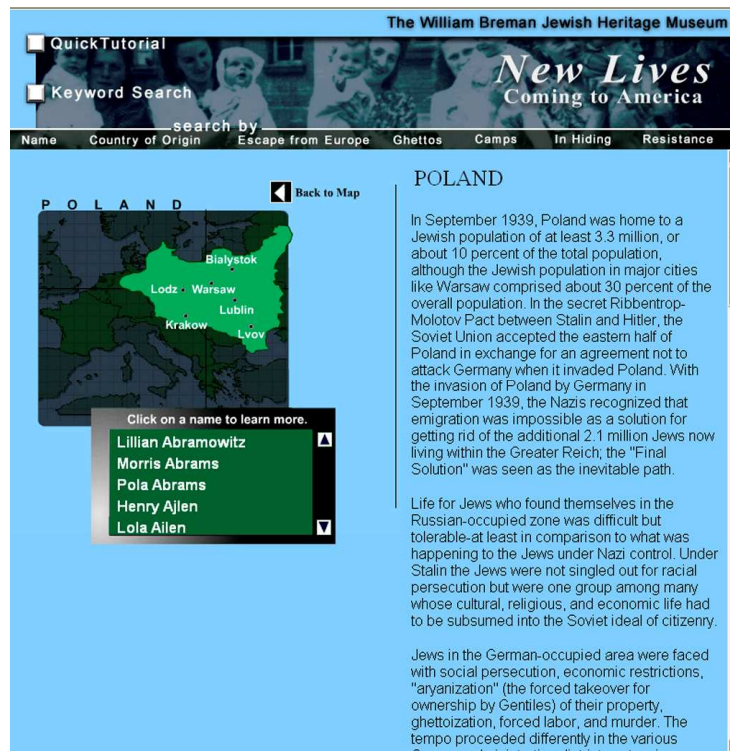 The William Breman Jewish Heritage Museum
QuickTutorial
New Lives
Keyword Search
Coming to America
search by
Name Country of Origin Escape from Europe Ghettos Camps In Hiding Resistance
POLAND
Back to Map
Bialystok
Lodz Warsaw
Lublin
Krakow
Lvov
Click on a name to learn more.
Lillian Abramowitz
Morris Abrams
Pola Abrams
Henry Ajlen
Lola Ailen
POLAND
In September 1939, Poland was home to a
Jewish population of at least 3.3 million, or
about 10 percent of the total population,
although the Jewish population in major cities
like Warsaw comprised about 30 percent of the
overall population. In the secret Ribbentrop-
Molotov Pact between Stalin and Hitler, the
Soviet Union accepted the eastern half of
Poland in exchange for an agreement not to
attack Germany when it invaded Poland. With
the invasion of Poland by Germany in
September 1939, the Nazis recognized that
emigration was impossible as a solution for
getting rid of the additional 2.1 million Jews now
living within the Greater Reich; the "Final
Solution" was seen as the inevitable path.
Life for Jews who found themselves in the
Russian-occupied zone was difficult but
tolerable-at least in comparison to what was
happening to the Jews under Nazi control. Under
Stalin the Jews were not singled out for racial
persecution but were one group among many
whose cultural, religious, and economic life had
to be subsumed into the Soviet ideal of citizenry.
Jews in the German-occupied area were faced
with social persecution, economic restrictions,
"aryanization" (the forced takeover for
ownership by Gentiles) of their property,
ghettoization, forced labor, and murder. The
tempo proceeded differently in the various